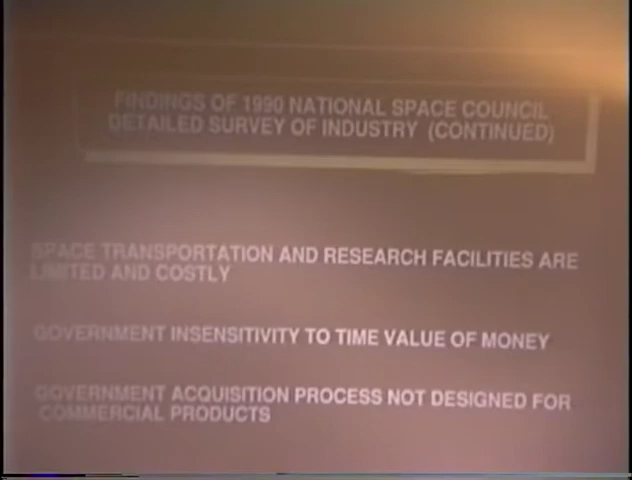 FINDINGS OF 1990 NATIONAL SPACE COUNCIL
DETAILED SURVEY OF INDUSTRY (CONTINUED)
SPACE TRANSPORTATION AND RESEARCH FACILITIES ARE
LIMITED AND COSTLY
GOVERNMENT INSENSITIVITY TO TIME VALUE OF MONEY
GOVERNMENT ACQUISITION PROCESS NOT DESIGNED FOR
COMMERCIAL PRODUCTS